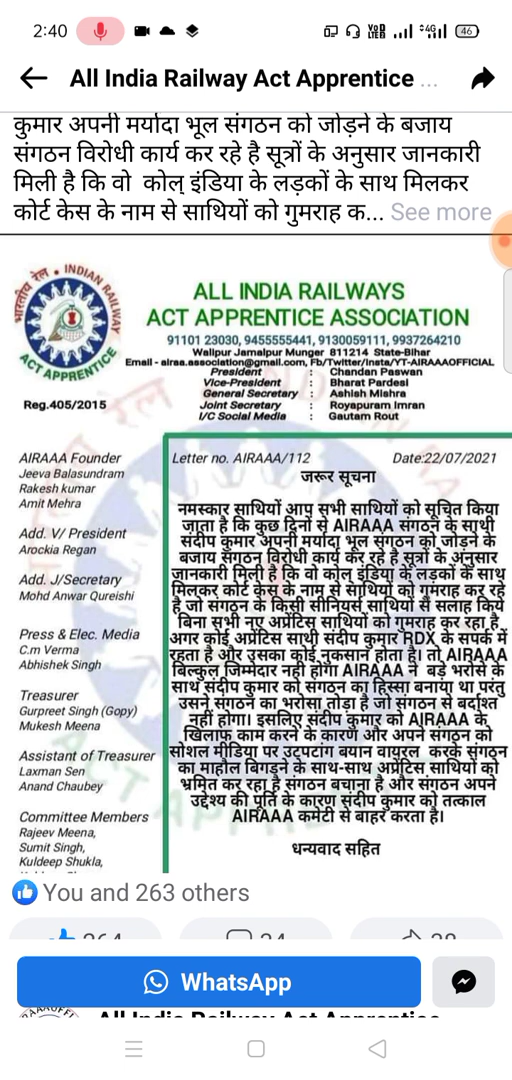 2:40
46
All India Railway Act Apprentice ...
कुमार अपनी मर्यादा भूल संगठन को जोड़ने के बजाय
संगठन विरोधी कार्य कर रहे है सूत्रों के अनुसार जानकारी
मिली है कि वो कोल् इंडिया के लड़कों के साथ मिलकर
कोर्ट केस के नाम से साथियों को गुमराह क... See more
भारतीय रेल • INDIAN RAILWAY
ACT APPRENTICE
Reg.405/2015
ALL INDIA RAILWAYS
ACT APPRENTICE ASSOCIATION
91101 23030, 9455555441, 9130059111, 9937264210
Walipur Jamalpur Munger 811214 State-Bihar
Email - airaa.association@gmail.com, Fb/Twitter/Insta/YT-AIRAAAOFFICIAL
President : Chandan Paswan
Vice-President : Bharat Pardesi
General Secretary : Ashish Mishra
Joint Secretary : Royapuram Imran
I/C Social Media : Gautam Rout
AIRAAA Founder
Jeeva Balasundram
Rakesh kumar
Amit Mehra
Add. V/ President
Arockia Regan
Add. J/Secretary
Mohd Anwar Qureishi
Press & Elec. Media
C.m Verma
Abhishek Singh
Treasurer
Gurpreet Singh (Gopy)
Mukesh Meena
Assistant of Treasurer
Laxman Sen
Anand Chaubey
Committee Members
Rajeev Meena,
Sumit Singh,
Kuldeep Shukla,
Letter no. AIRAAA/112 Date:22/07/2021
जरूर सूचना
नमस्कार साथियों आप सभी साथियों को सूचित किया
जाता है कि कुछ दिनों से AIRAAA संगठन के साथी
संदीप कुमार अपनी मर्यादा भूल संगठन को जोड़ने के
बजाय संगठन विरोधी कार्य कर रहे है सूत्रों के अनुसार
जानकारी मिली है कि वो कोल् इंडिया के लड़कों के साथ
मिलकर कोर्ट केस के नाम से साथियों को गुमराह कर रहे
है जो संगठन के किसी सीनियर्स साथियों से सलाह किये
बिना सभी नए अप्रेंटिस साथियों को गुमराह कर रहा है
अगर कोई अप्रेंटिस साथी संदीप कुमार RDX के सपर्क में
रहता है और उसका कोई नुकसान होता है। तो AIRAAA
बिल्कुल जिम्मेदार नही होगा AIRAAA ने बड़े भरोसे के
साथ संदीप कुमार को संगठन का हिस्सा बनाया था परंतु
उसने संगठन का भरोसा तोड़ा है जो संगठन से बर्दाश्त
नहीं होगा। इसलिए संदीप कुमार को AIRAAA के
खिलाफ काम करने के कारण और अपने संगठन को
सोशल मीडिया पर उटपटांग बयान वायरल करके संगठन
का माहौल बिगड़ने के साथ-साथ अप्रेंटिस साथियों को
भ्रमित कर रहा है संगठन बचाना है और संगठन अपने
उद्देश्य की पूर्ति के कारण संदीप कुमार को तत्काल
AIRAAA कमेटी से बाहर करता है।
धन्यवाद सहित
You and 263 others
WhatsApp